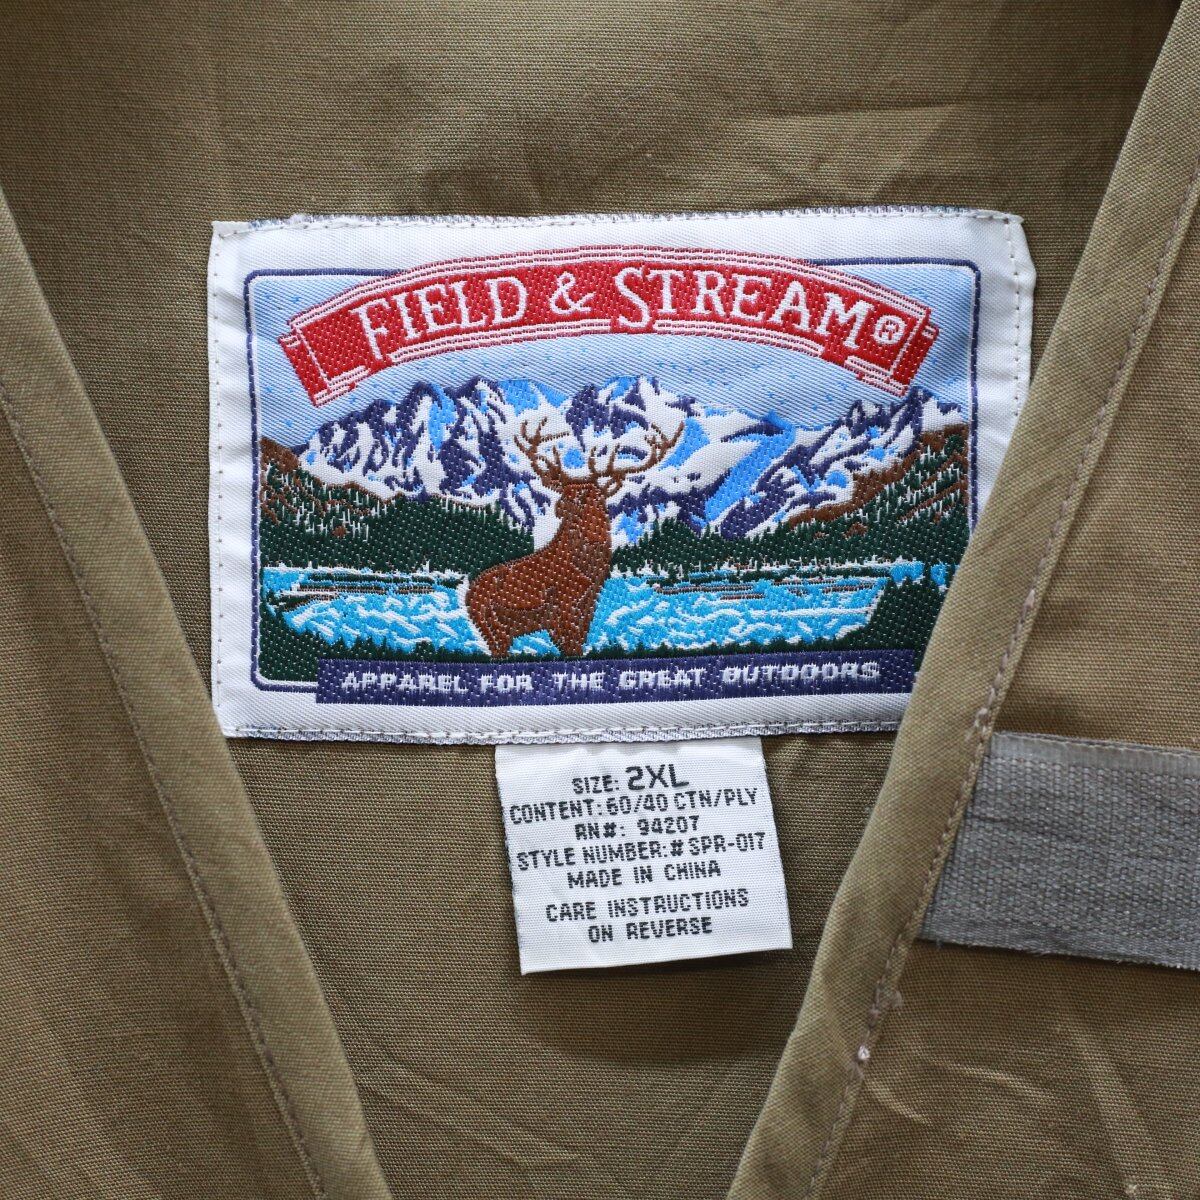 FIELD & STREAM®
APPAREL FOR THE GREAT OUTDOORS
SIZE: 2XL
CONTENT: 60/40 CTN/PLY
RN#: 94207
STYLE NUMBER:# SPR-017
MADE IN CHINA
CARE INSTRUCTIONS
ON REVERSE